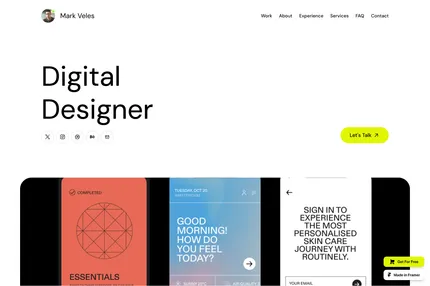 Mark Veles
Work About Experience Services FAQ Contact
Digital
Designer
Let's Talk
COMPLETED
ESSENTIALS
TUESDAY, OCT 25,
GOOD
MORNING!
HOW DO
YOU FEEL
TODAY?
SIGN IN TO
EXPERIENCE
THE MOST
PERSONALISED
SKIN CARE
JOURNEY WITH
ROUTINELY.
YOUR EMAIL
Get For Free
Made in Framer